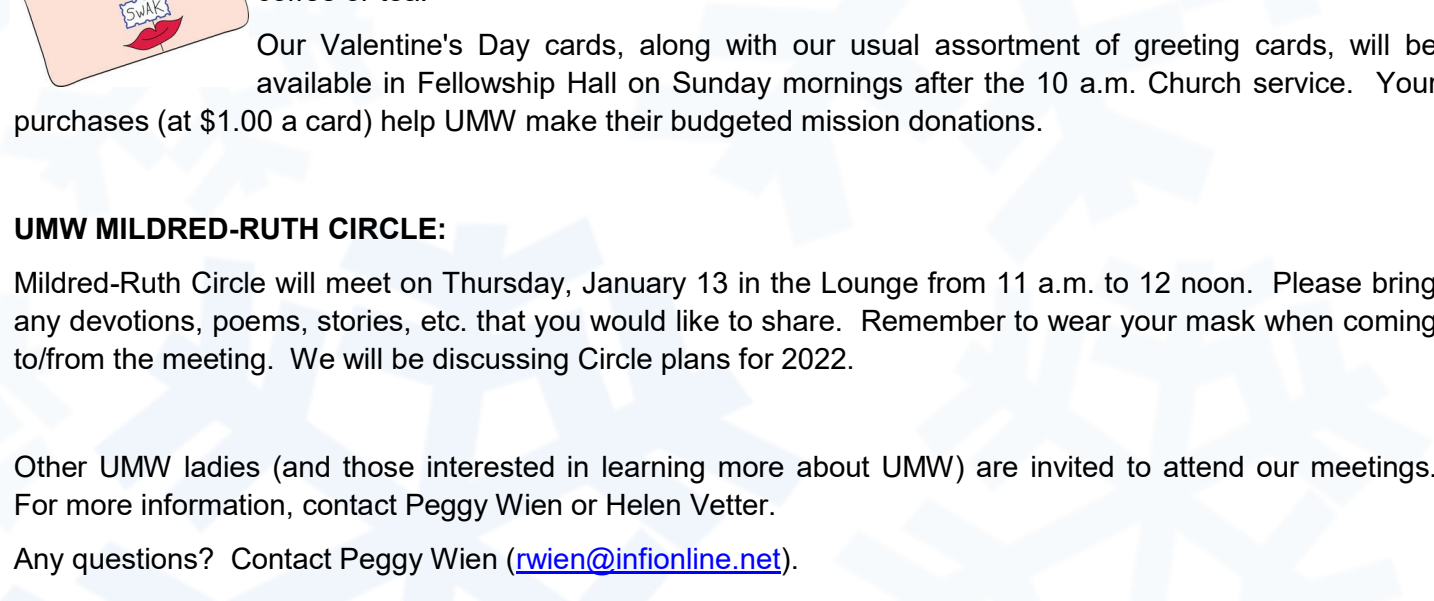 SWAK
Our Valentine's Day cards, along with our usual assortment of greeting cards, will be
available in Fellowship Hall on Sunday mornings after the 10 a.m. Church service. Your
purchases (at $1.00 a card) help UMW make their budgeted mission donations.
UMW MILDRED-RUTH CIRCLE:
Mildred-Ruth Circle will meet on Thursday, January 13 in the Lounge from 11 a.m. to 12 noon. Please bring
any devotions, poems, stories, etc. that you would like to share. Remember to wear your mask when coming
to/from the meeting. We will be discussing Circle plans for 2022.
Other UMW ladies (and those interested in learning more about UMW) are invited to attend our meetings.
For more information, contact Peggy Wien or Helen Vetter.
Any questions? Contact Peggy Wien (rwien@infionline.net).